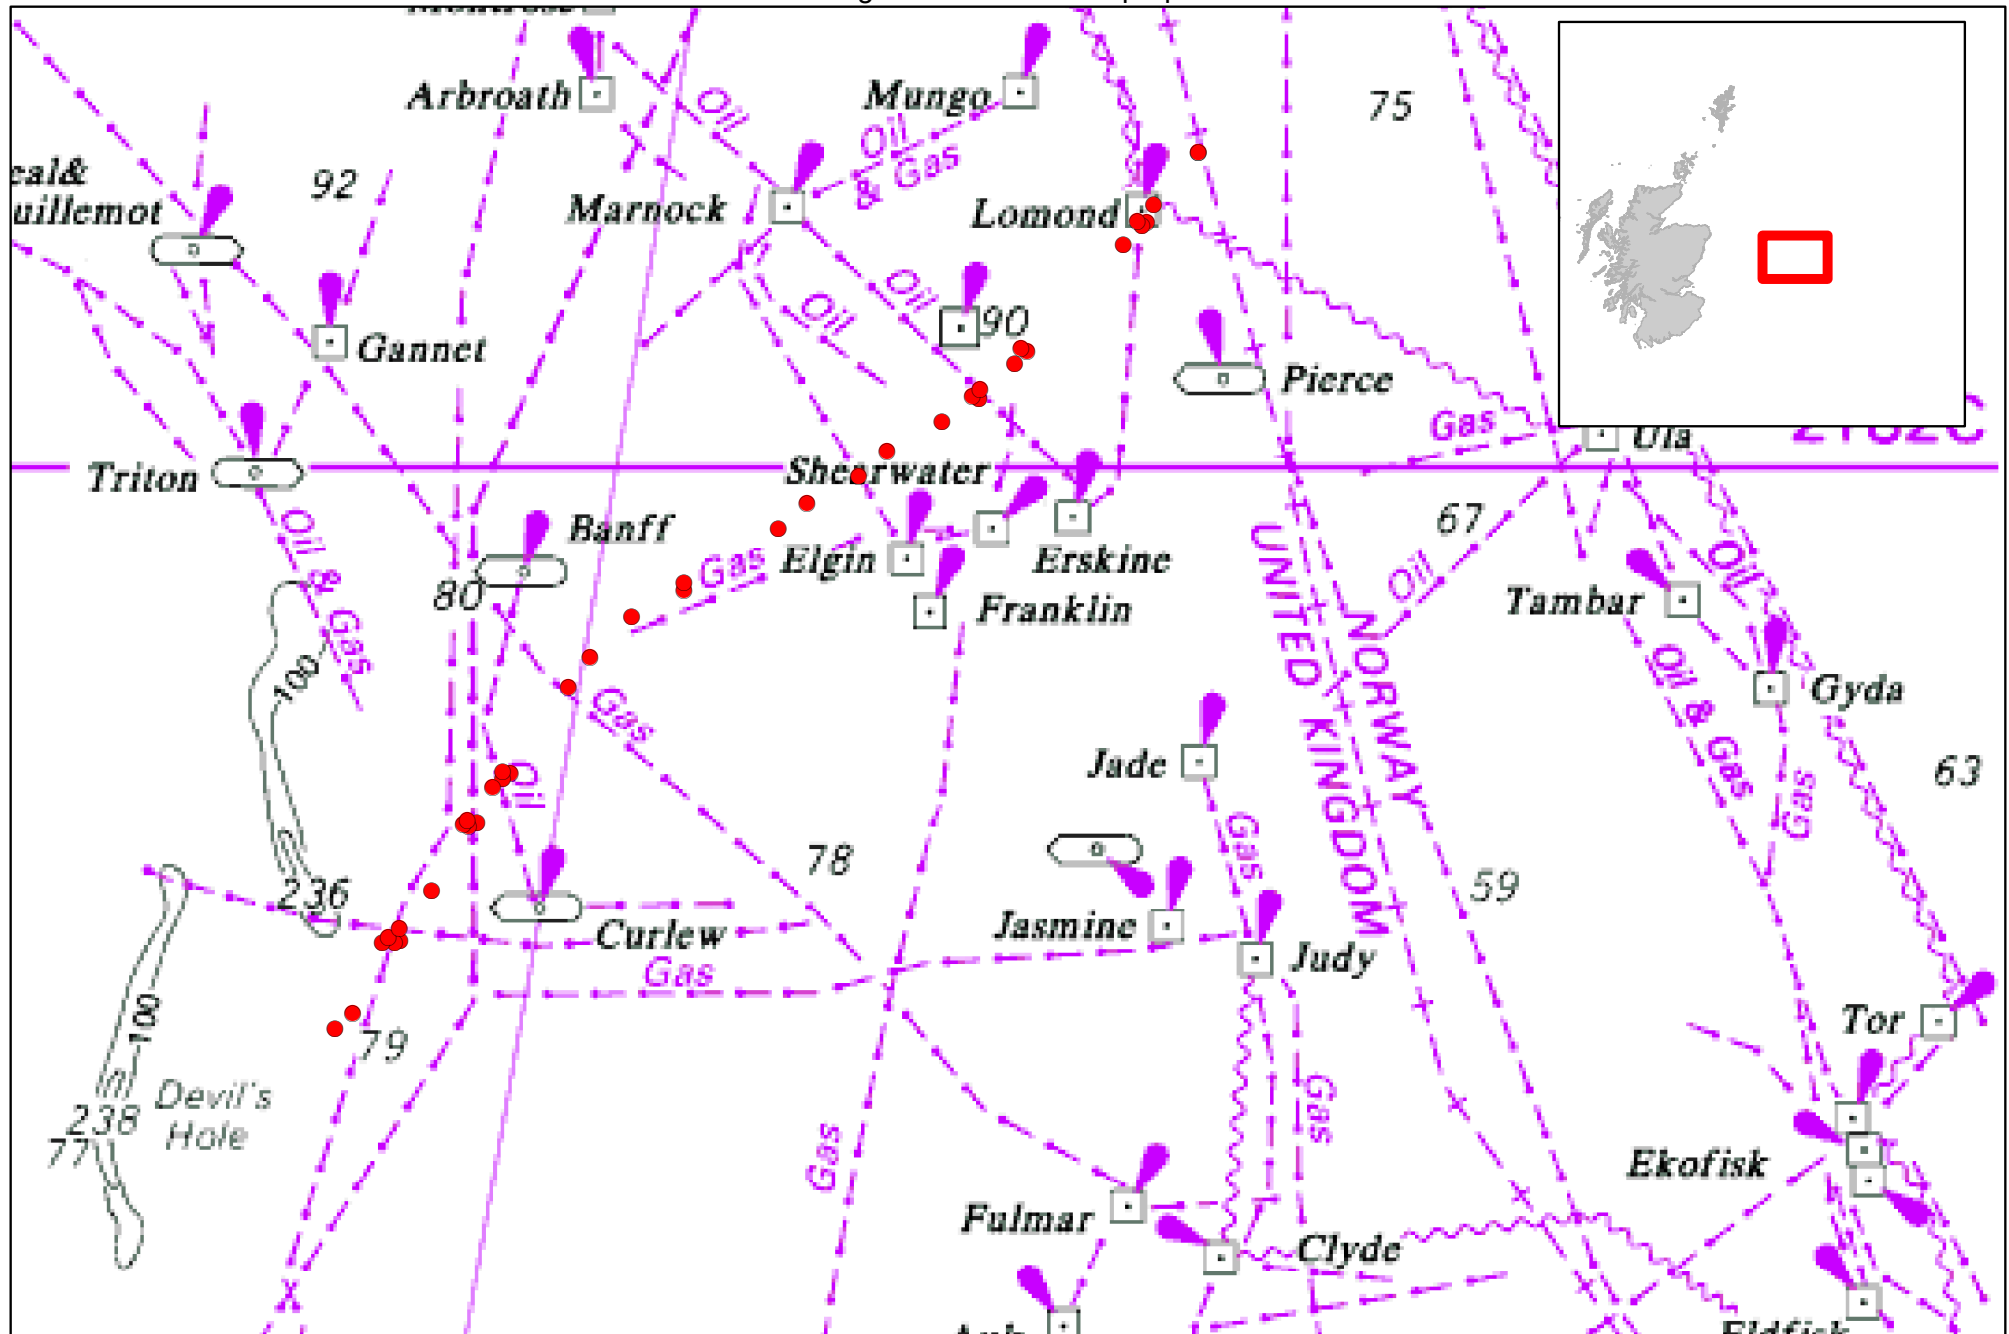 Arbroath
Mungo
75
Oil
Oil
& Gas
eal&
uillemot
92
Marnock
Lomond
Oil
Oil
90
Gannet
Pierce
Gas
Ula
Triton
Shearwater
Oil & Gas
Banff
80
Gas
Elgin
Erskine
Franklin
67
Oil
Oil
Tambar
UNITED KINGDOM
NORWAY
100
Gas
Oil & Gas
Gyda
Jade
63
Oil
Gas
Gas
78
59
236
Curlew
Jasmine
Judy
Gas
100
79
Tor
Devil's
Hole
238
77
Gas
Gas
Ekofisk
Fulmar
Clyde